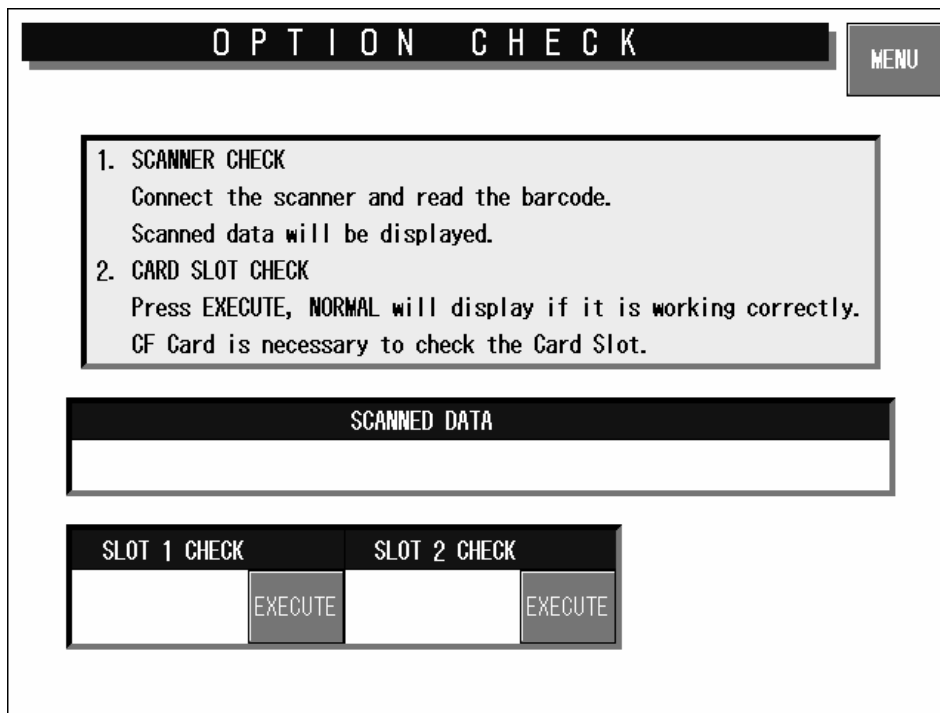 OPTION CHECK
MENU
1. SCANNER CHECK
Connect the scanner and read the barcode.
Scanned data will be displayed.
2. CARD SLOT CHECK
Press EXECUTE, NORMAL will display if it is working correctly.
CF Card is necessary to check the Card Slot.
SCANNED DATA
SLOT 1 CHECK SLOT 2 CHECK
EXECUTE EXECUTE